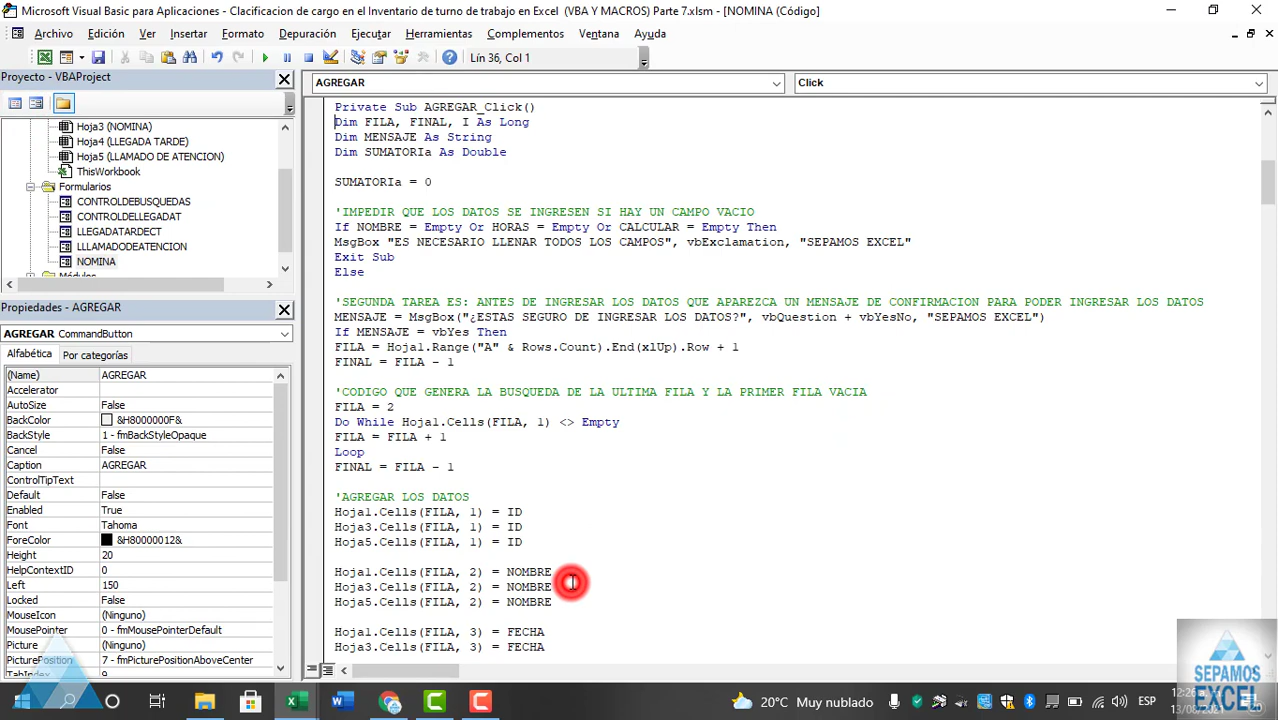 Microsoft Visual Basic para Aplicaciones - Clacificacion de cargo en el Inventario de turno de trabajo en Excel (VBA Y MACROS) Parte 7.xlsm - [NOMINA (Código)]
Archivo Edición Ver Insertar Formato Depuración Ejecutar Herramientas Complementos Ventana Ayuda
Lín 36, Col 1
Proyecto - VBAProject
Hoja3 (NOMINA)
Hoja4 (LLEGADA TARDE)
Hoja5 (LLAMADO DE ATENCION)
ThisWorkbook
Formularios
CONTROLDEBUSQUEDAS
CONTROLDELLEGADAT
LLEGADATARDECT
LLLAMADODEATENCION
NOMINA
Módulos
Propiedades - AGREGAR
AGREGAR CommandButton
Alfabética Por categorías
(Name) AGREGAR
Accelerator
AutoSize False
BackColor &H8000000F&
BackStyle 1 - fmBackStyleOpaque
Cancel False
Caption AGREGAR
ControlTipText
Default False
Enabled True
Font Tahoma
ForeColor &H80000012&
Height 20
HelpContextID 0
Left 150
Locked False
MouseIcon (Ninguno)
MousePointer 0 - fmMousePointerDefault
Picture (Ninguno)
PicturePosition 7 - fmPicturePositionAboveCenter
TabIndex 9
AGREGAR Click
Private Sub AGREGAR_Click()
Dim FILA, FINAL, I As Long
Dim MENSAJE As String
Dim SUMATORIa As Double
SUMATORIa = 0
'IMPEDIR QUE LOS DATOS SE INGRESEN SI HAY UN CAMPO VACIO
If NOMBRE = Empty Or HORAS = Empty Or CALCULAR = Empty Then
MsgBox "ES NECESARIO LLENAR TODOS LOS CAMPOS", vbExclamation, "SEPAMOS EXCEL"
Exit Sub
Else
'SEGUNDA TAREA ES: ANTES DE INGRESAR LOS DATOS QUE APAREZCA UN MENSAJE DE CONFIRMACION PARA PODER INGRESAR LOS DATOS
MENSAJE = MsgBox("¿ESTAS SEGURO DE INGRESAR LOS DATOS?", vbQuestion + vbYesNo, "SEPAMOS EXCEL")
If MENSAJE = vbYes Then
FILA = Hoja1.Range("A" & Rows.Count).End(xlUp).Row + 1
FINAL = FILA - 1
'CODIGO QUE GENERA LA BUSQUEDA DE LA ULTIMA FILA Y LA PRIMER FILA VACIA
FILA = 2
Do While Hoja1.Cells(FILA, 1) <> Empty
FILA = FILA + 1
Loop
FINAL = FILA - 1
'AGREGAR LOS DATOS
Hoja1.Cells(FILA, 1) = ID
Hoja3.Cells(FILA, 1) = ID
Hoja5.Cells(FILA, 1) = ID
Hoja1.Cells(FILA, 2) = NOMBRE
Hoja3.Cells(FILA, 2) = NOMBRE
Hoja5.Cells(FILA, 2) = NOMBRE
Hoja1.Cells(FILA, 3) = FECHA
Hoja3.Cells(FILA, 3) = FECHA
20°C Muy nublado
ESP
13/08/2021
SEPAMOS
EXCEL